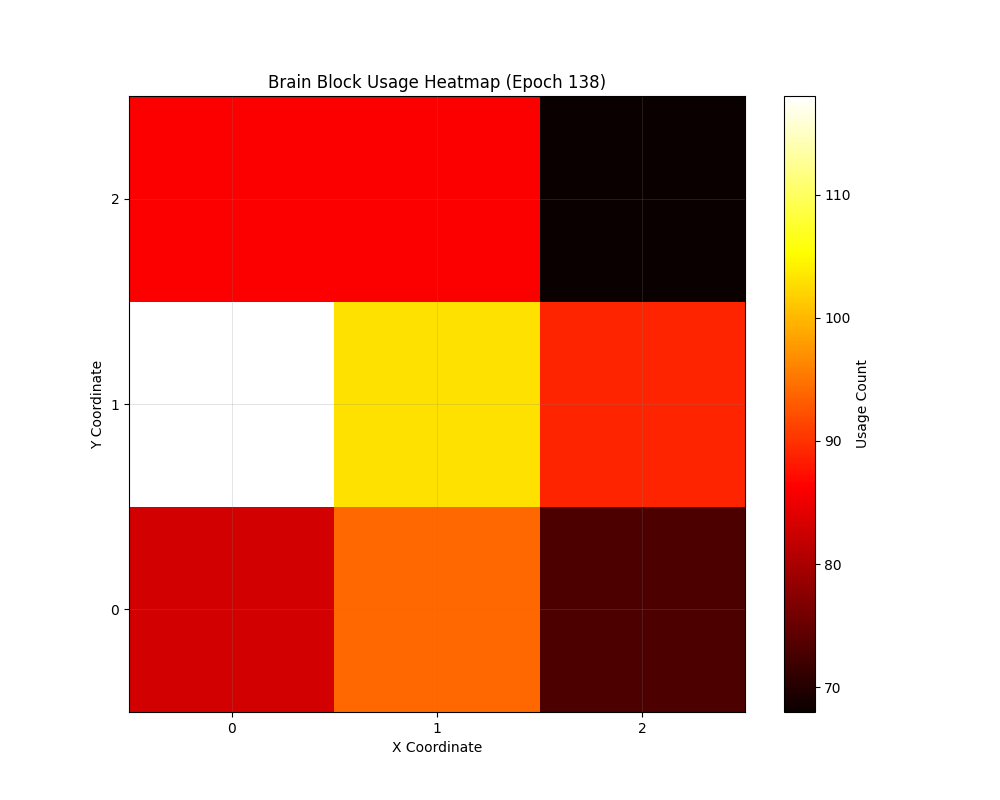 Brain Block Usage Heatmap (Epoch 138)
2
1
0
Y Coordinate
0 1 2
X Coordinate
110
100
90
80
70
Usage Count